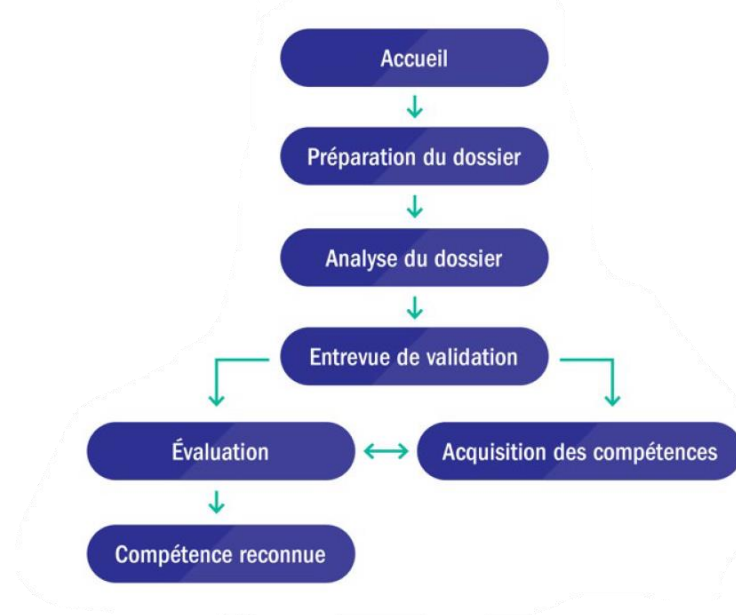 Accueil
Préparation du dossier
Analyse du dossier
Entrevue de validation
Évaluation
Acquisition des compétences
Compétence reconnue